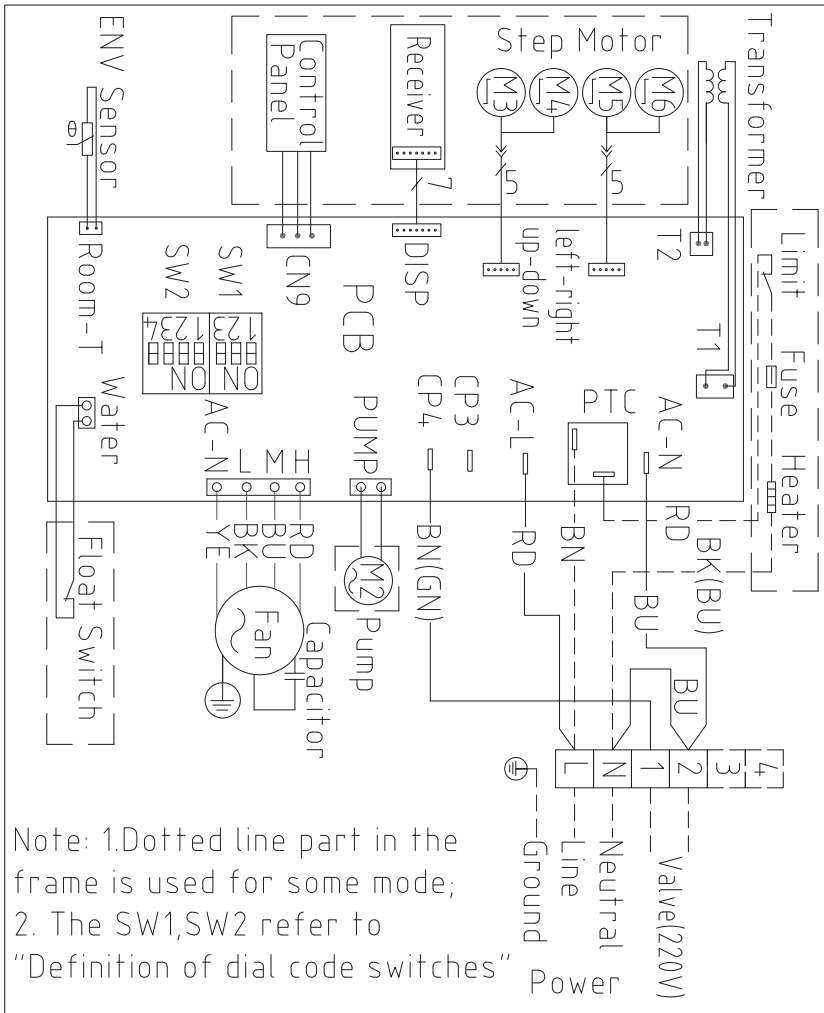 Step Motor
M3
M4
M5
M6
5
5
Transformer
Control
Panel
Receiver
7
ENV Sensor
θ
Room-T
CN9
DISP
up-down
left-right
T2
T1
Limit
Fuse
Heater
SW2
SW1
1234
123
ON
ON
PCB
Water
AC-N
L
M
H
PUMP
CP4
CP3
AC-L
PTC
AC-N
YE
BK
BU
RD
M2
Pump
BN(GN)
RD
BN
RD
BK(BU)
BU
BU
Float Switch
Fan
Capacitor
L
N
1
2
3
4
Ground
Line
Neutral
Valve(220V)
Power
Note: 1.Dotted line part in the
frame is used for some mode;
2. The SW1,SW2 refer to
"Definition of dial code switches"